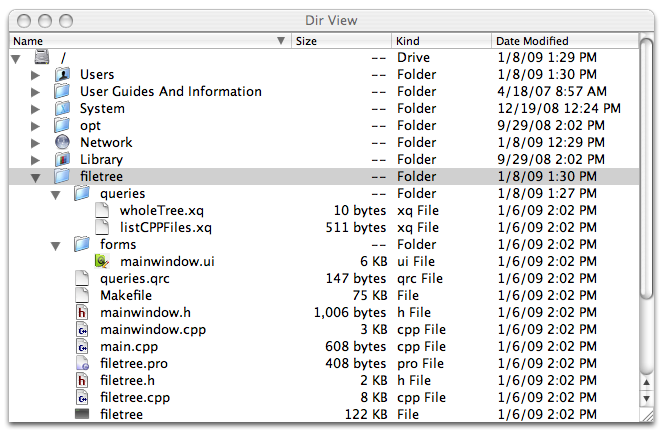 Dir View
Name Size Kind Date Modified
/ -- Drive 1/8/09 1:29 PM
Users -- Folder 1/8/09 1:30 PM
User Guides And Information -- Folder 4/18/07 8:57 AM
System -- Folder 12/19/08 12:24 PM
opt -- Folder 9/29/08 2:02 PM
Network -- Folder 1/8/09 12:29 PM
Library -- Folder 9/29/08 2:02 PM
filetree -- Folder 1/8/09 1:30 PM
queries -- Folder 1/8/09 1:27 PM
wholeTree.xq 10 bytes xq File 1/6/09 2:02 PM
listCPPFiles.xq 511 bytes xq File 1/6/09 2:02 PM
forms -- Folder 1/6/09 2:02 PM
mainwindow.ui 6 KB ui File 1/6/09 2:02 PM
queries.qrc 147 bytes qrc File 1/6/09 2:02 PM
Makefile 75 KB File 1/6/09 2:02 PM
mainwindow.h 1,006 bytes h File 1/6/09 2:02 PM
mainwindow.cpp 3 KB cpp File 1/6/09 2:02 PM
main.cpp 608 bytes cpp File 1/6/09 2:02 PM
filetree.pro 408 bytes pro File 1/6/09 2:02 PM
filetree.h 2 KB h File 1/6/09 2:02 PM
filetree.cpp 8 KB cpp File 1/6/09 2:02 PM
filetree 122 KB File 1/6/09 2:02 PM